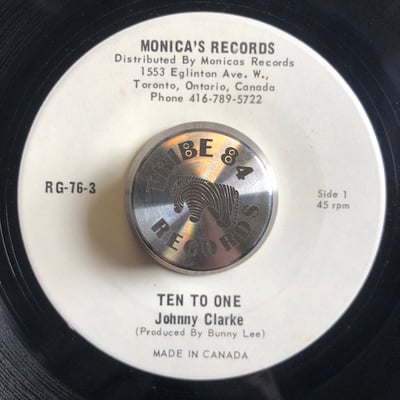 MONICA'S RECORDS
Distributed By Monicas Records
1553 Eglinton Ave. W.,
Toronto, Ontario, Canada
Phone 416-789-5722
TRIBE 84
RECORDS
RG-76-3
Side 1
45 rpm
TEN TO ONE
Johnny Clarke
(Produced By Bunny Lee)
MADE IN CANADA